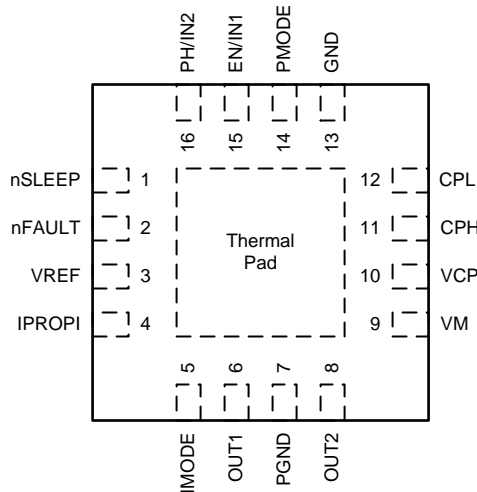 PH/IN2
EN/IN1
PMODE
GND
16
15
14
13
nSLEEP 1
12 CPL
nFAULT 2
11 CPH
Thermal
Pad
VREF 3
10 VCP
IPROPI 4
9 VM
5
6
7
8
IMODE
OUT1
PGND
OUT2